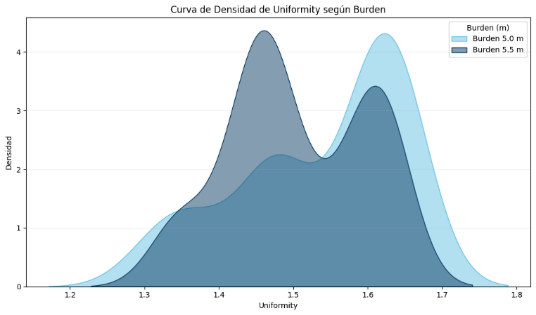 Curva de Densidad de Uniformity según Burden
Burden (m)
Burden 5.0 m
Burden 5.5 m
Densidad
4
3
2
1
0
1.2 1.3 1.4 1.5 1.6 1.7 1.8
Uniformity